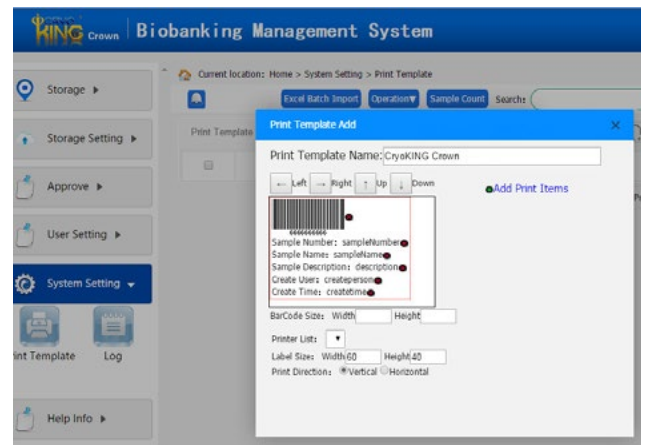 KING Crown Biobanking Management System
Storage
Current location: Home > System Setting > Print Template
Excel Batch Import Operation Sample Count Search:
Storage Setting
Print Template
Print Template Add
Print Template Name: CryoKING Crown
Left Right Up Down
Add Print Items
Approve
User Setting
Sample Number: sampleNumber
Sample Name: sampleName
Sample Description: description
Create User: createperson
Create Time: createtime
System Setting
BarCode Size: Width Height
Printer List:
Label Size: Width 60 Height 40
Print Direction: Vertical Horizontal
int Template Log
Help Info